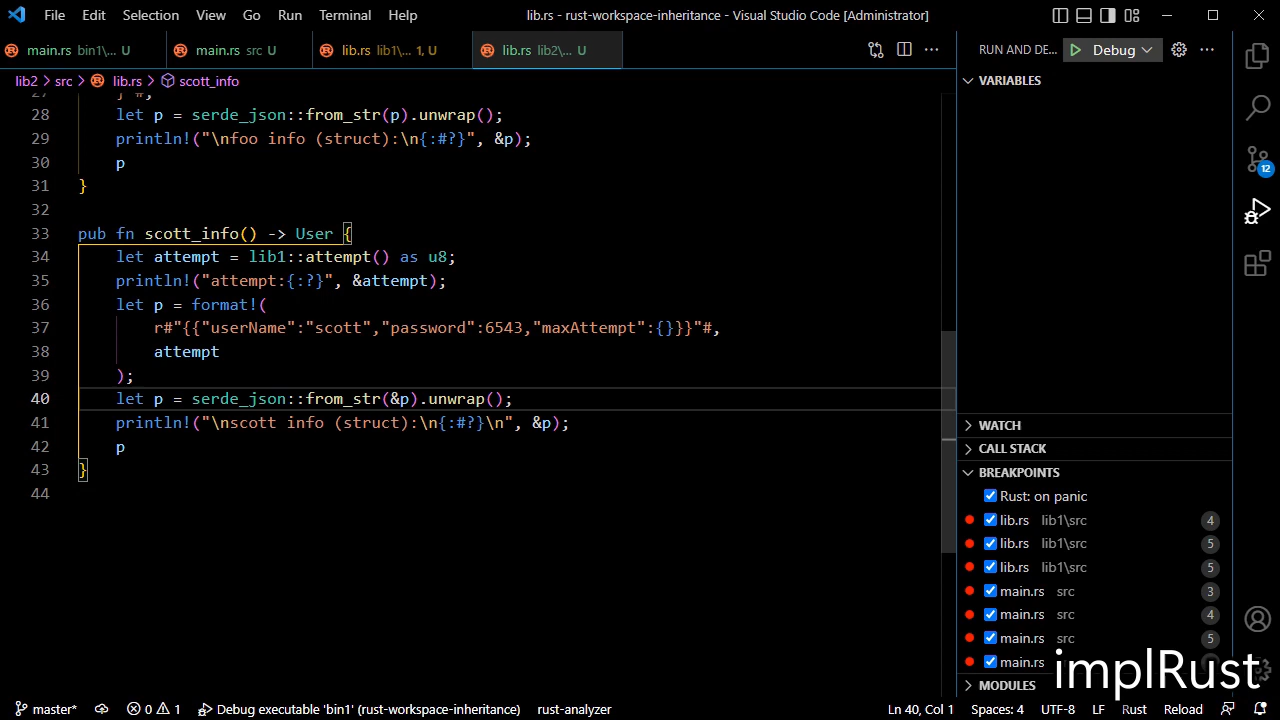 File Edit Selection View Go Run Terminal Help lib.rs - rust-workspace-inheritance - Visual Studio Code [Administrator]
main.rs bin1\... U main.rs src U lib.rs lib1\... 1, U lib.rs lib2\... U
RUN AND DE... Debug
lib2 > src > lib.rs > scott_info
VARIABLES
27 }"#;
28 let p = serde_json::from_str(p).unwrap();
29 println!("\nfoo info (struct):\n{:#?}", &p);
30 p
31 }
32
33 pub fn scott_info() -> User {
34 let attempt = lib1::attempt() as u8;
35 println!("attempt:{:?}", &attempt);
36 let p = format!(
37 r#"{{"userName":"scott","password":6543,"maxAttempt":{}}}"#,
38 attempt
39 );
40 let p = serde_json::from_str(&p).unwrap();
41 println!("\nscott info (struct):\n{:#?}\n", &p);
42 p
43 }
44
12
WATCH
CALL STACK
BREAKPOINTS
Rust: on panic
lib.rs lib1\src 4
lib.rs lib1\src 5
lib.rs lib1\src 5
main.rs src 3
main.rs src 4
main.rs src 5
main.rs
implRust
MODULES
master* 0 1 Debug executable 'bin1' (rust-workspace-inheritance) rust-analyzer Ln 40, Col 1 Spaces: 4 UTF-8 LF Rust Reload